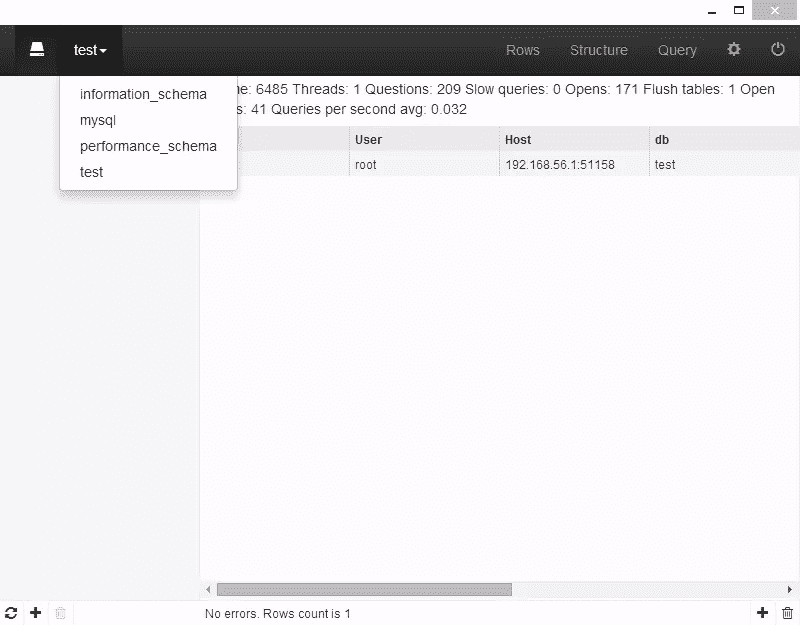 test
Rows
Structure
Query
information_schema
mysql
performance_schema
test
6485 Threads: 1 Questions: 209 Slow queries: 0 Opens: 171 Flush tables: 1 Open
41 Queries per second avg: 0.032
User Host db
root 192.168.56.1:51158 test
No errors. Rows count is 1